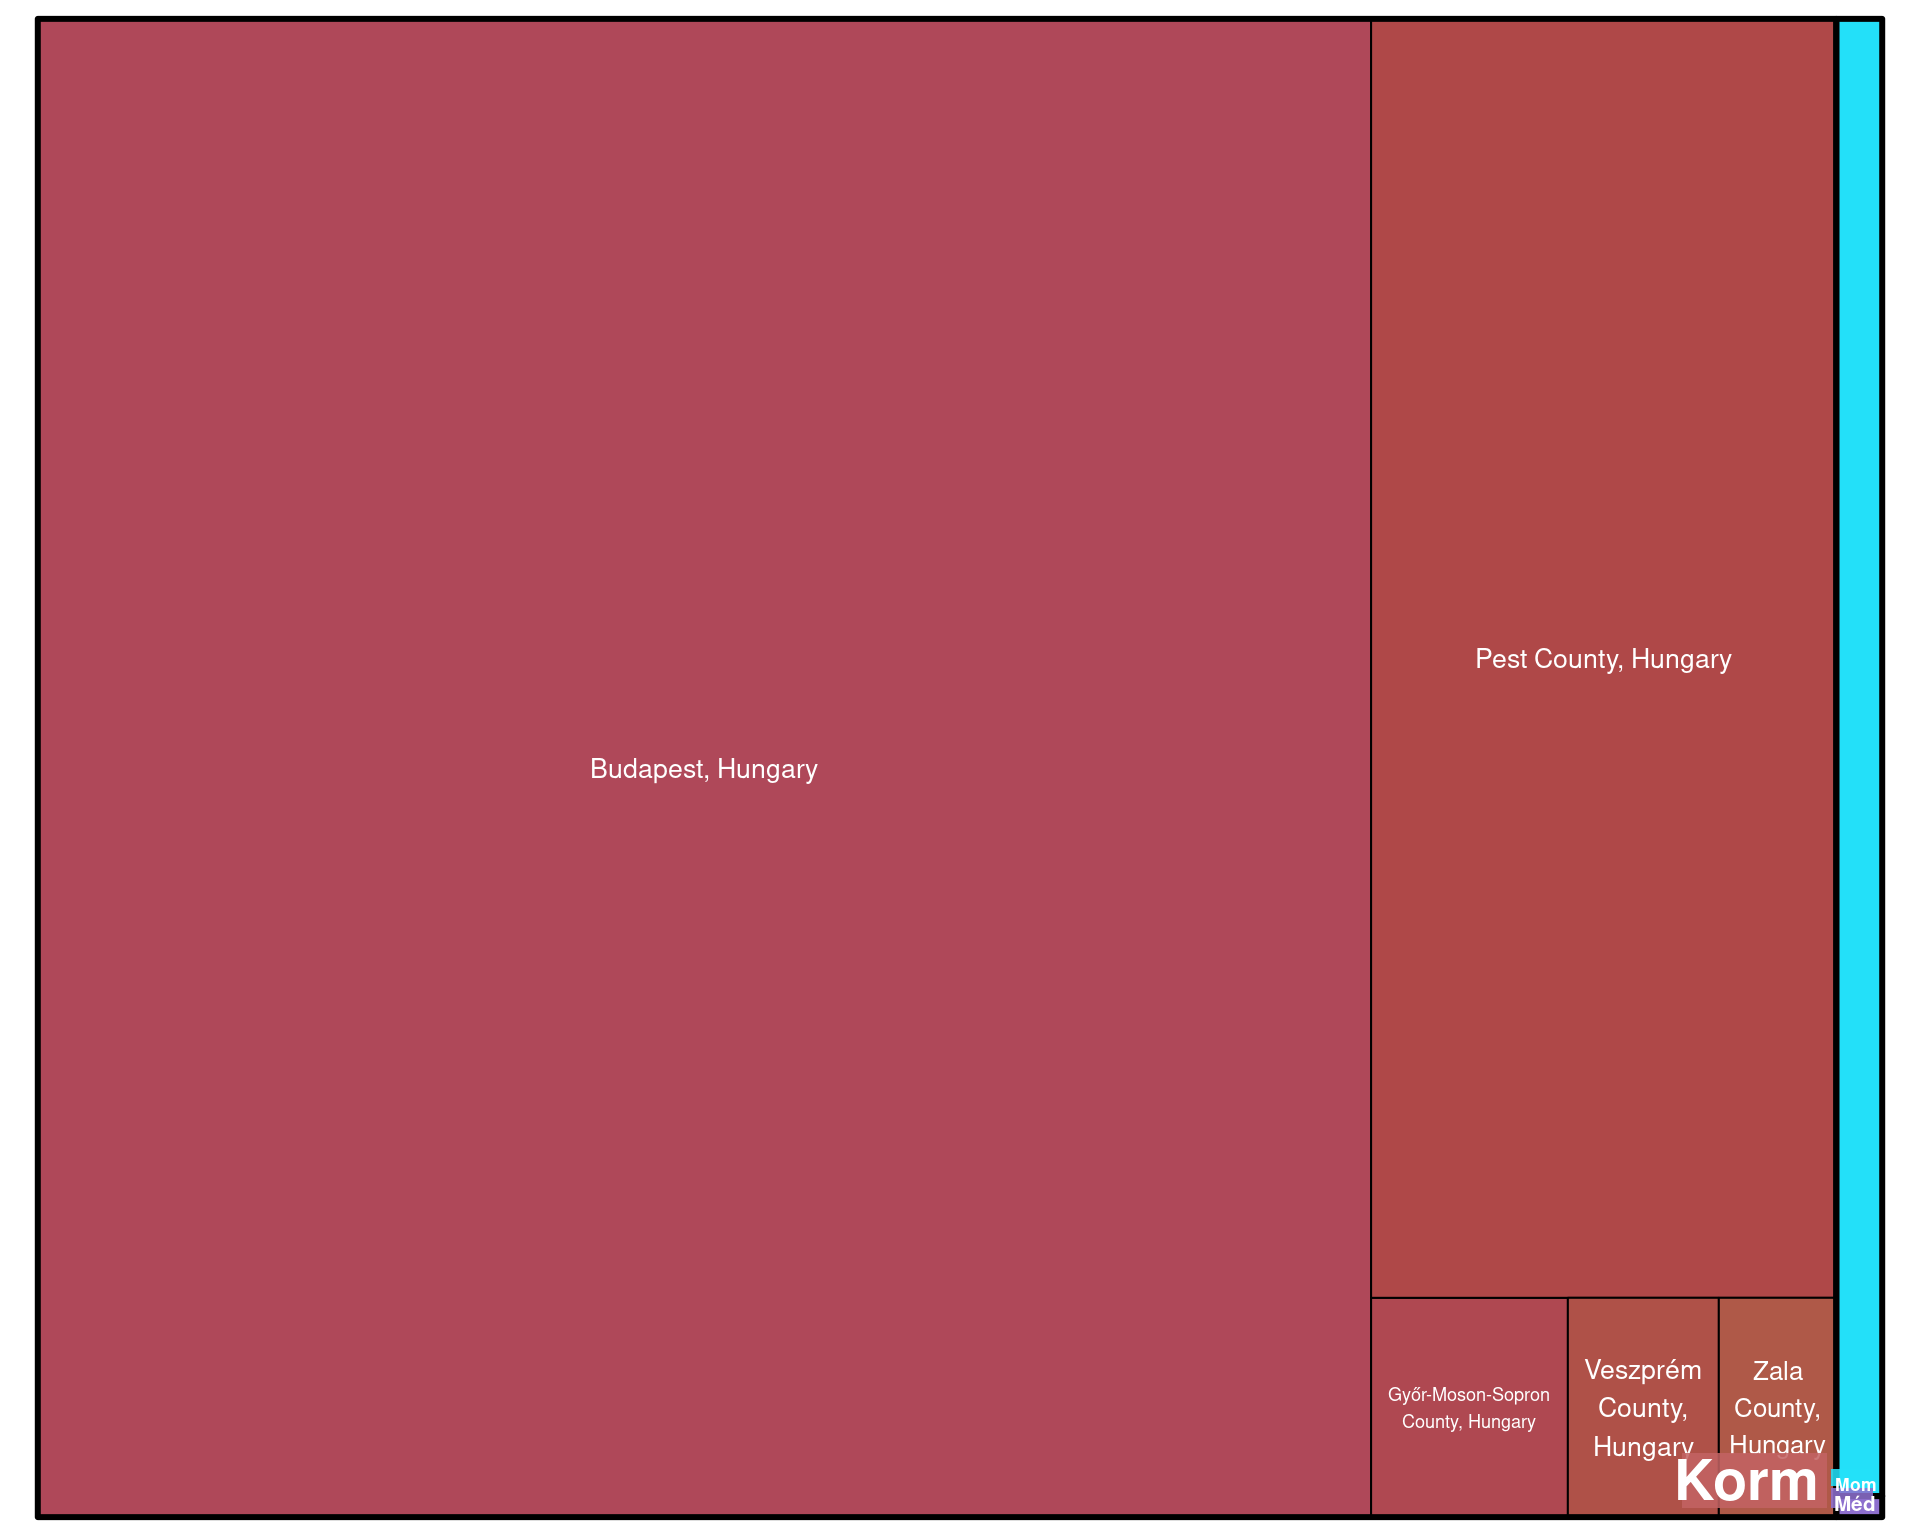 Budapest, Hungary
Pest County, Hungary
Győr-Moson-Sopron
County, Hungary
Veszprém
County,
Hungary
Zala
County,
Hungary
Korm
Mom
Méd